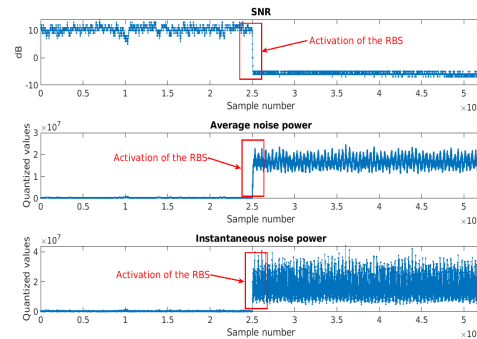 SNR
10
0
-10
dB
Activation of the RBS
0 0.5 1 1.5 2 2.5 3 3.5 4 4.5 5
Sample number
×10
Average noise power
×10⁷
3
2
1
0
Quantized values
Activation of the RBS
0 0.5 1 1.5 2 2.5 3 3.5 4 4.5 5
Sample number
×10
Instantaneous noise power
×10⁷
4
2
0
Quantized values
Activation of the RBS
0 0.5 1 1.5 2 2.5 3 3.5 4 4.5 5
Sample number
×10